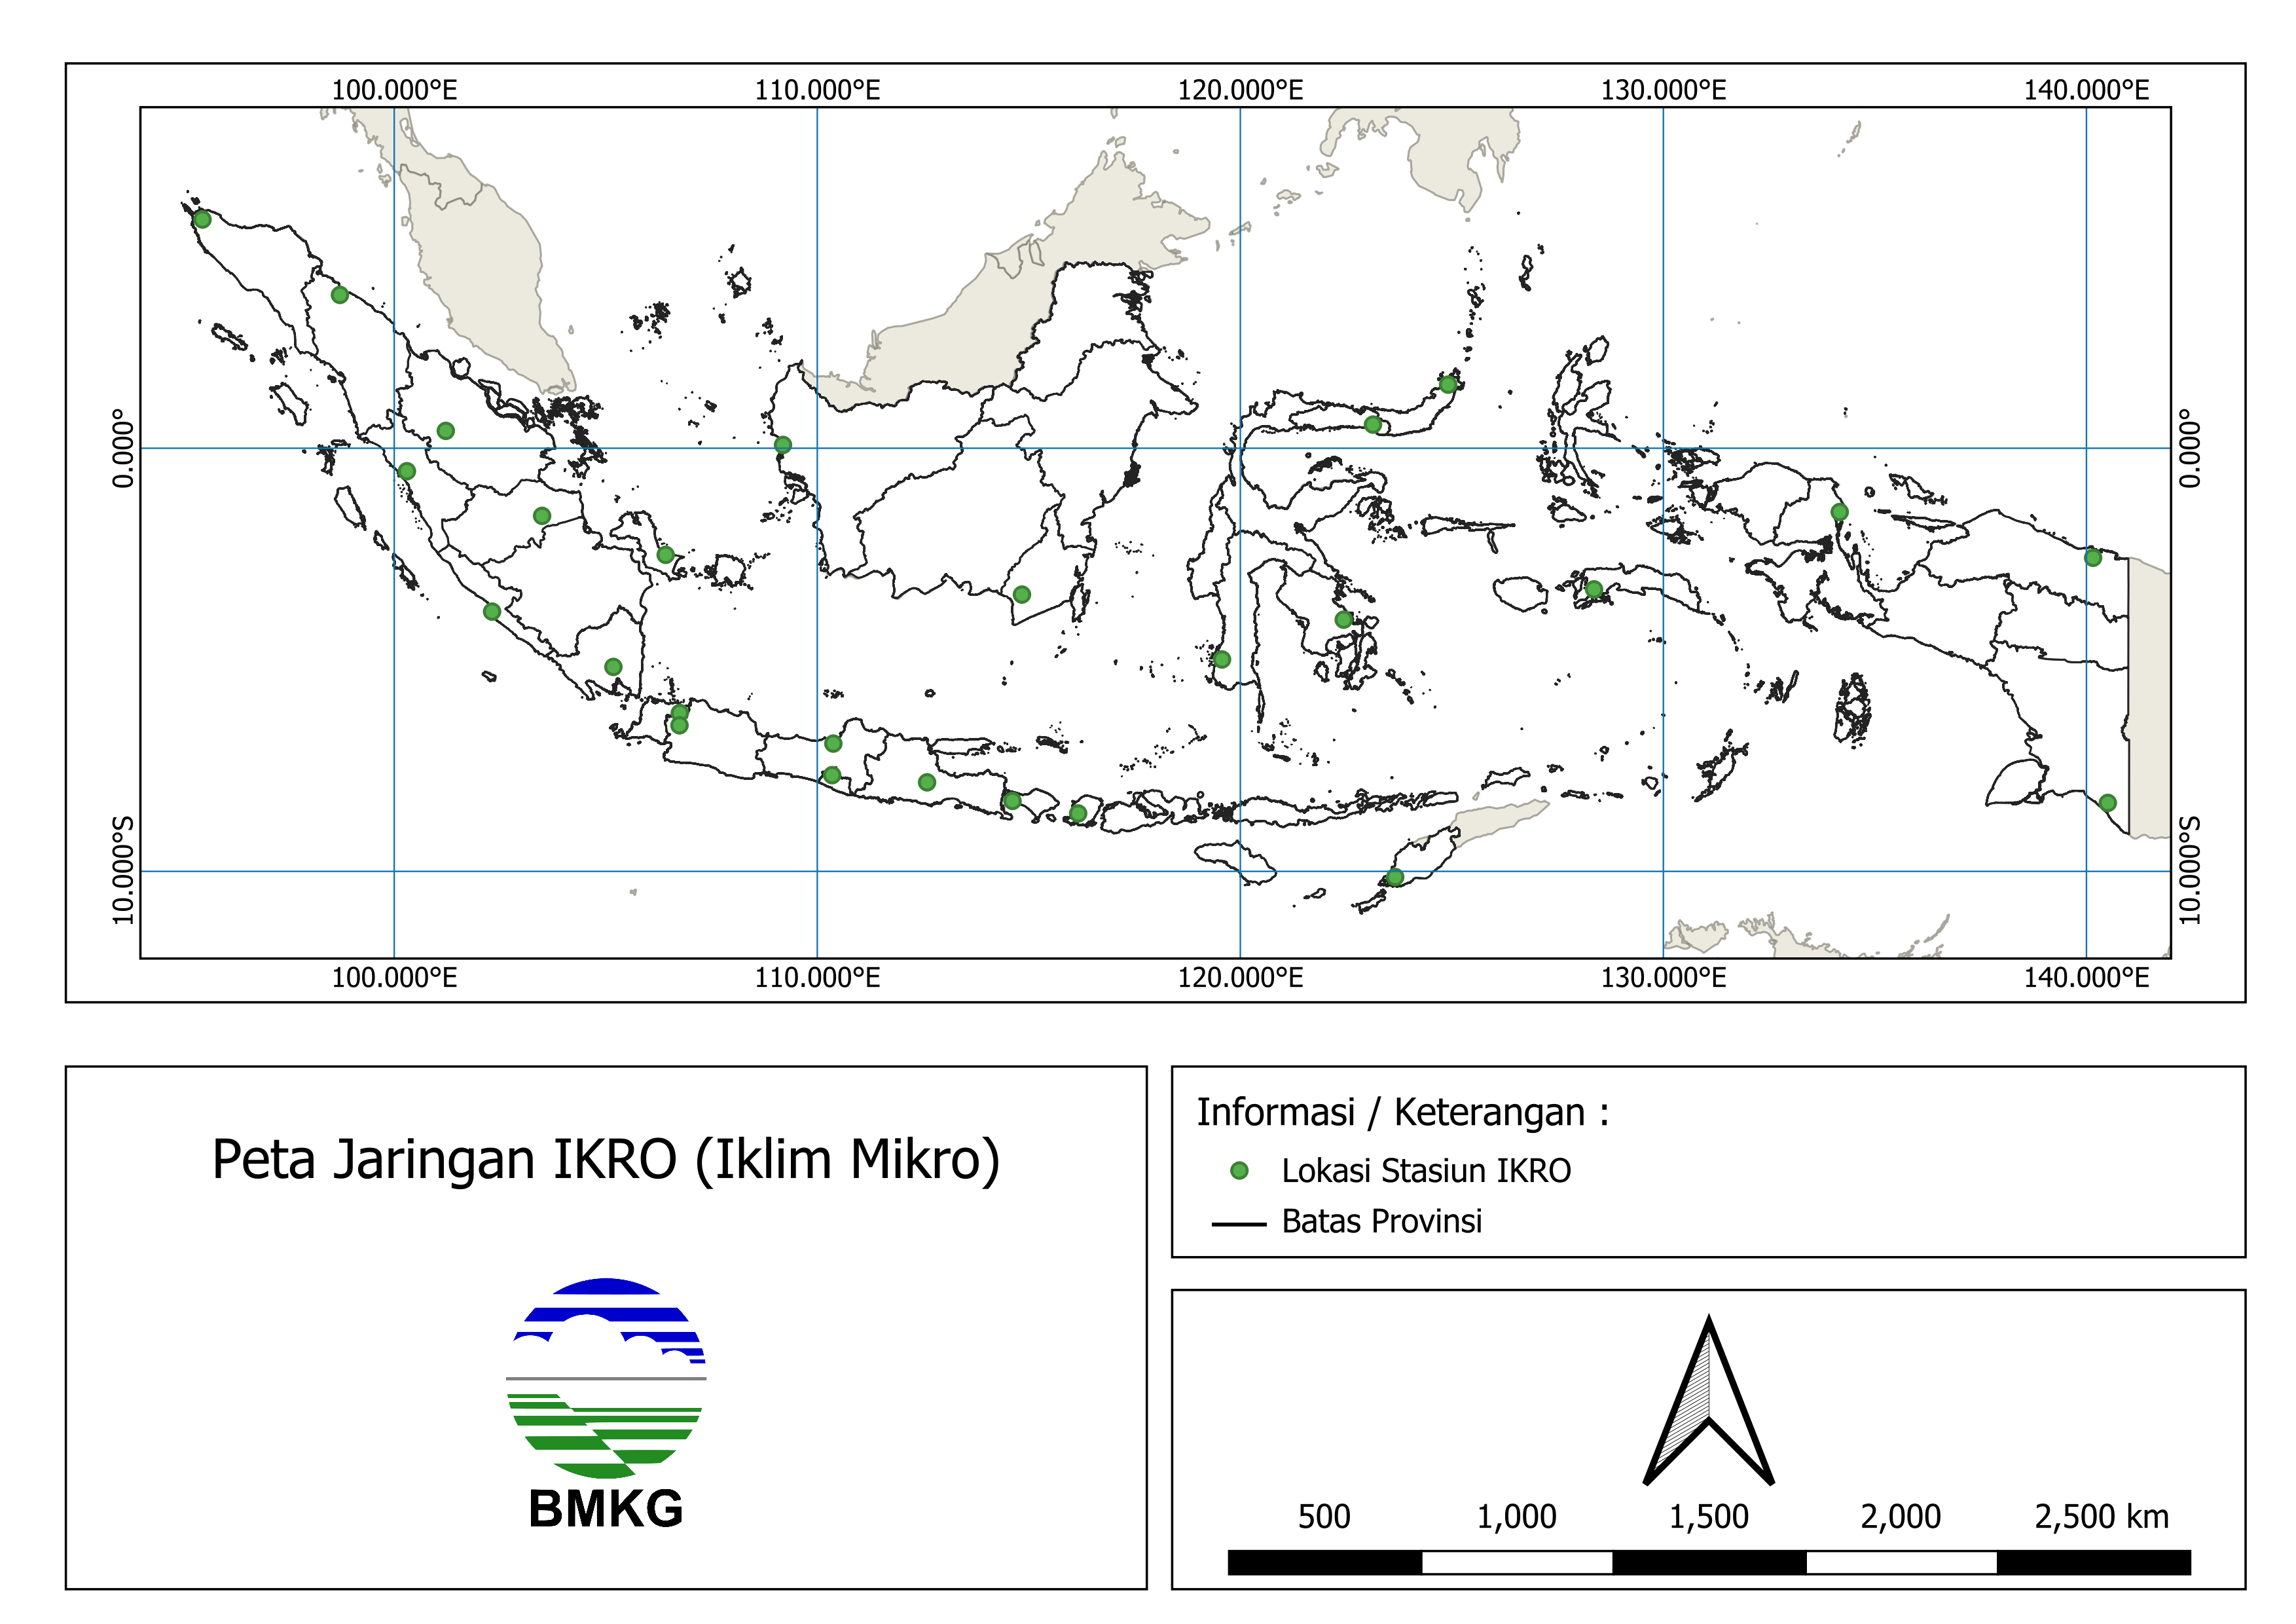 100.000°E 110.000°E 120.000°E 130.000°E 140.000°E
0.000° 0.000°
10.000°S 10.000°S
100.000°E 110.000°E 120.000°E 130.000°E 140.000°E
Peta Jaringan IKRO (Iklim Mikro)
BMKG
Informasi / Keterangan :
Lokasi Stasiun IKRO
Batas Provinsi
500 1,000 1,500 2,000 2,500 km